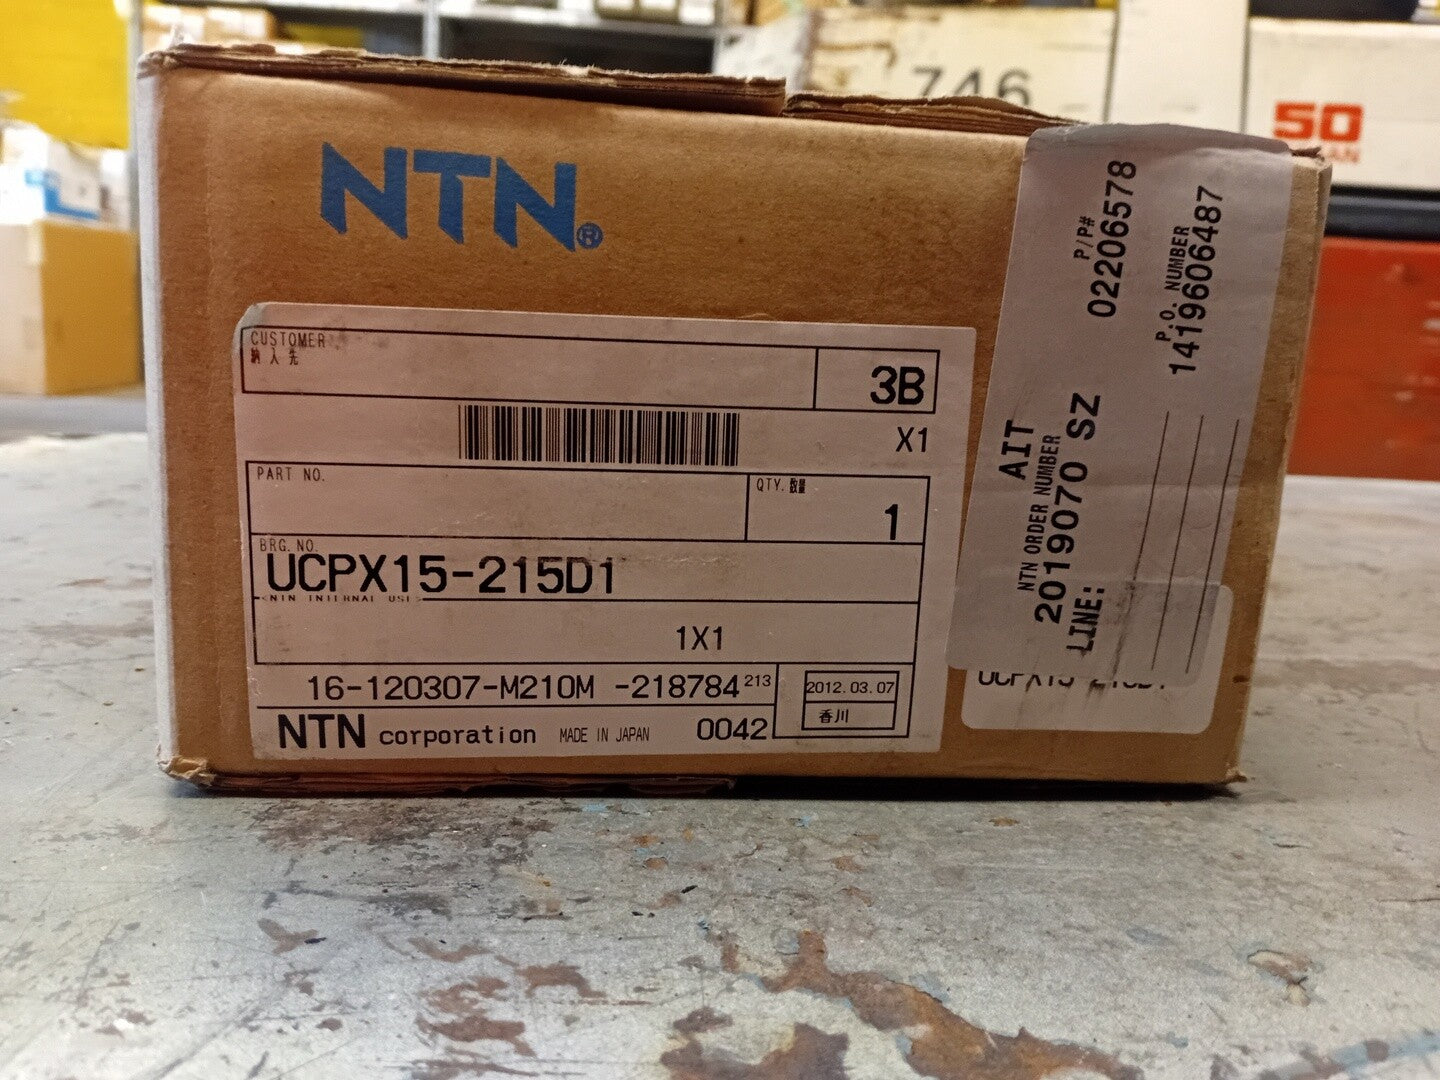 746
SO
NTN®
CUSTOMER
納入先
3B
X1
PART NO.
QTY. 数量
1
BRG. NO.
UCPX15-215D1
<NTN INTERNAL USE>
1X1
16-120307-M210M -218784 213
2012.03.07
香川
NTN corporation MADE IN JAPAN 0042
P/P#
02206578
P.O. NUMBER
1419606487
AIT
NTN ORDER NUMBER
2019070 SZ
LINE: